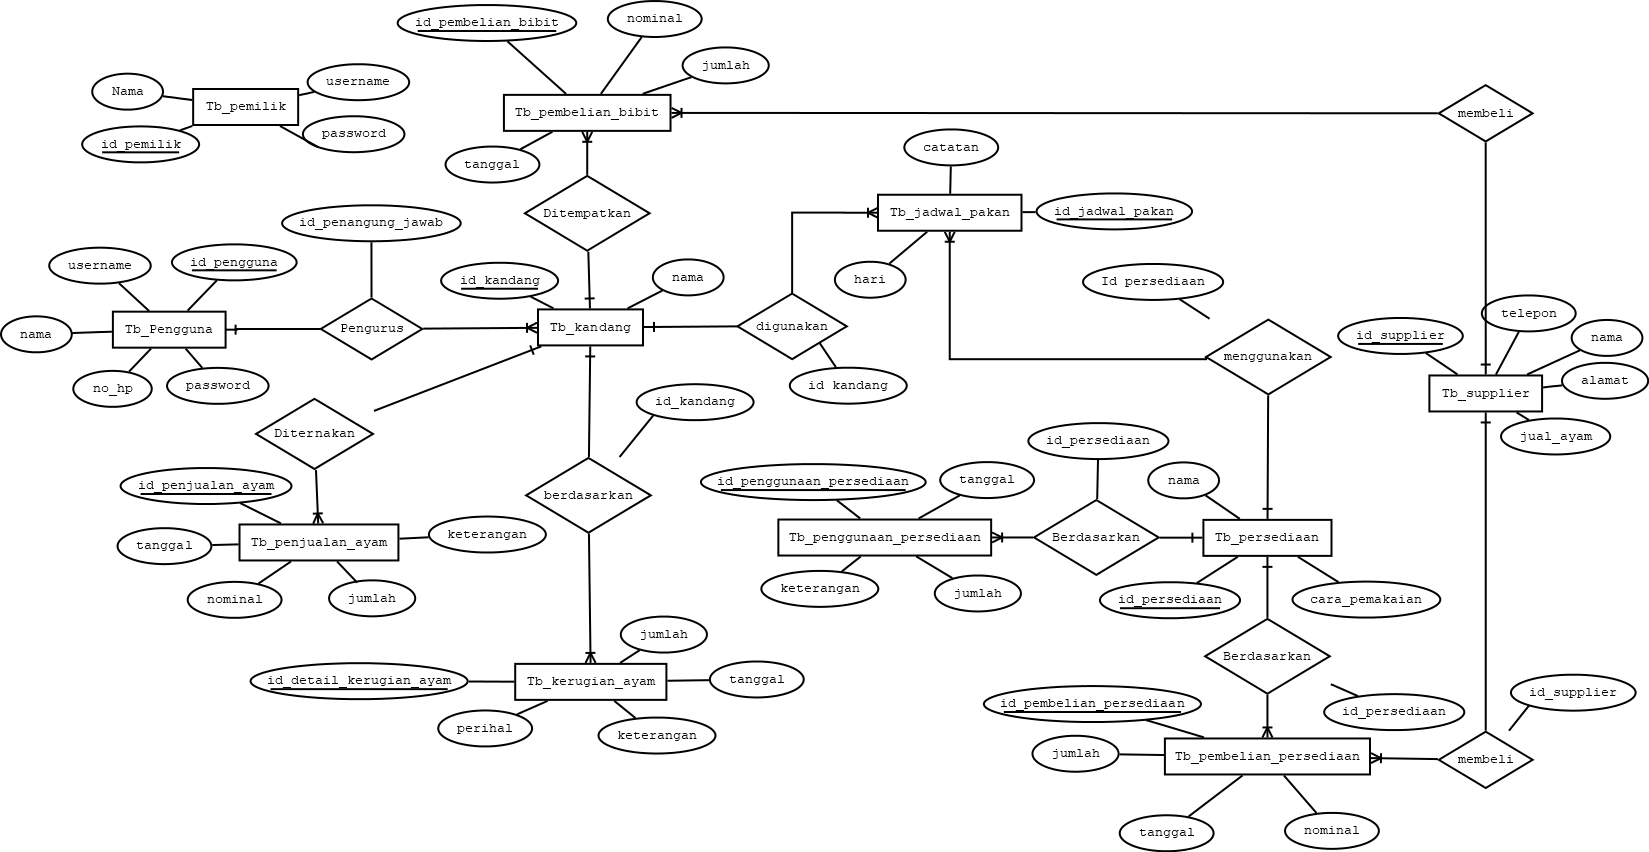 id_pembelian_bibit
nominal
jumlah
Nama
username
Tb_pemilik
id_pemilik
password
Tb_pembelian_bibit
tanggal
membeli
catatan
Ditempatkan
Tb_jadwal_pakan
id_jadwal_pakan
id_penangung_jawab
username
id_pengguna
id_kandang
nama
hari
Id persediaan
nama
Tb_Pengguna
Pengurus
Tb_kandang
digunakan
menggunakan
id_supplier
telepon
nama
no_hp
password
id kandang
Tb_supplier
alamat
jual_ayam
id_kandang
Diternakan
id_penjualan_ayam
berdasarkan
id_persediaan
id_penggunaan_persediaan
tanggal
nama
tanggal
Tb_penjualan_ayam
keterangan
Tb_penggunaan_persediaan
Berdasarkan
Tb_persediaan
nominal
jumlah
keterangan
jumlah
id_persediaan
cara_pemakaian
jumlah
Berdasarkan
id_detail_kerugian_ayam
Tb_kerugian_ayam
tanggal
perihal
keterangan
id_pembelian_persediaan
id_persediaan
id_supplier
jumlah
Tb_pembelian_persediaan
membeli
tanggal
nominal